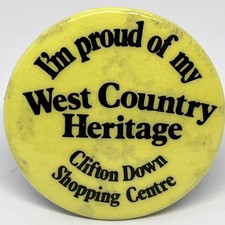 I'm proud of my
West Country
Heritage
Clifton Down
Shopping Centre